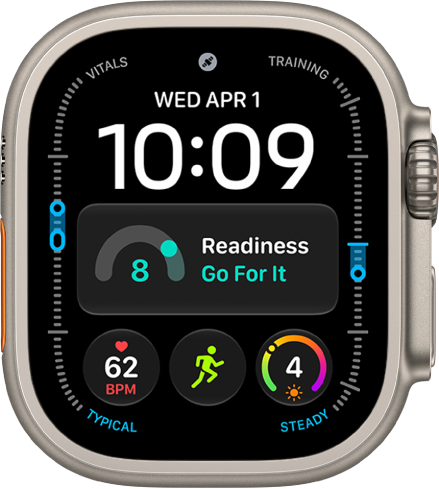 VITALS
TRAINING
WED APR 1
10:09
Readiness
8
Go For It
62
BPM
4
TYPICAL
STEADY